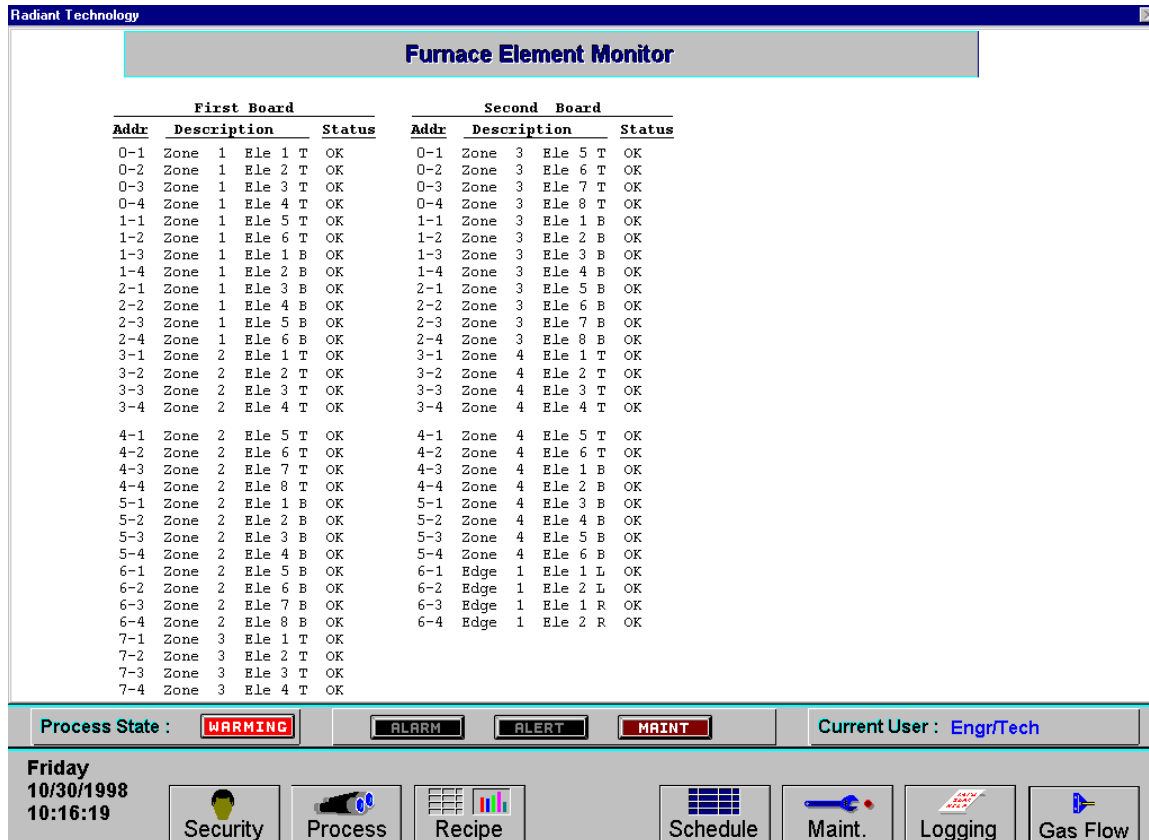 Radiant Technology
Furnace Element Monitor
First Board Second Board
Addr Description Status Addr Description Status
0-1 Zone 1 Ele 1 T OK 0-1 Zone 3 Ele 5 T OK
0-2 Zone 1 Ele 2 T OK 0-2 Zone 3 Ele 6 T OK
0-3 Zone 1 Ele 3 T OK 0-3 Zone 3 Ele 7 T OK
0-4 Zone 1 Ele 4 T OK 0-4 Zone 3 Ele 8 T OK
1-1 Zone 1 Ele 5 T OK 1-1 Zone 3 Ele 1 B OK
1-2 Zone 1 Ele 6 T OK 1-2 Zone 3 Ele 2 B OK
1-3 Zone 1 Ele 1 B OK 1-3 Zone 3 Ele 3 B OK
1-4 Zone 1 Ele 2 B OK 1-4 Zone 3 Ele 4 B OK
2-1 Zone 1 Ele 3 B OK 2-1 Zone 3 Ele 5 B OK
2-2 Zone 1 Ele 4 B OK 2-2 Zone 3 Ele 6 B OK
2-3 Zone 1 Ele 5 B OK 2-3 Zone 3 Ele 7 B OK
2-4 Zone 1 Ele 6 B OK 2-4 Zone 3 Ele 8 B OK
3-1 Zone 2 Ele 1 T OK 3-1 Zone 4 Ele 1 T OK
3-2 Zone 2 Ele 2 T OK 3-2 Zone 4 Ele 2 T OK
3-3 Zone 2 Ele 3 T OK 3-3 Zone 4 Ele 3 T OK
3-4 Zone 2 Ele 4 T OK 3-4 Zone 4 Ele 4 T OK
4-1 Zone 2 Ele 5 T OK 4-1 Zone 4 Ele 5 T OK
4-2 Zone 2 Ele 6 T OK 4-2 Zone 4 Ele 6 T OK
4-3 Zone 2 Ele 7 T OK 4-3 Zone 4 Ele 1 B OK
4-4 Zone 2 Ele 8 T OK 4-4 Zone 4 Ele 2 B OK
5-1 Zone 2 Ele 1 B OK 5-1 Zone 4 Ele 3 B OK
5-2 Zone 2 Ele 2 B OK 5-2 Zone 4 Ele 4 B OK
5-3 Zone 2 Ele 3 B OK 5-3 Zone 4 Ele 5 B OK
5-4 Zone 2 Ele 4 B OK 5-4 Zone 4 Ele 6 B OK
6-1 Zone 2 Ele 5 B OK 6-1 Edge 1 Ele 1 L OK
6-2 Zone 2 Ele 6 B OK 6-2 Edge 1 Ele 2 L OK
6-3 Zone 2 Ele 7 B OK 6-3 Edge 1 Ele 1 R OK
6-4 Zone 2 Ele 8 B OK 6-4 Edge 1 Ele 2 R OK
7-1 Zone 3 Ele 1 T OK
7-2 Zone 3 Ele 2 T OK
7-3 Zone 3 Ele 3 T OK
7-4 Zone 3 Ele 4 T OK
Process State : WARMING ALARM ALERT MAINT Current User : Engr/Tech
Friday
10/30/1998
10:16:19
Security Process Recipe Schedule Maint. Logging Gas Flow